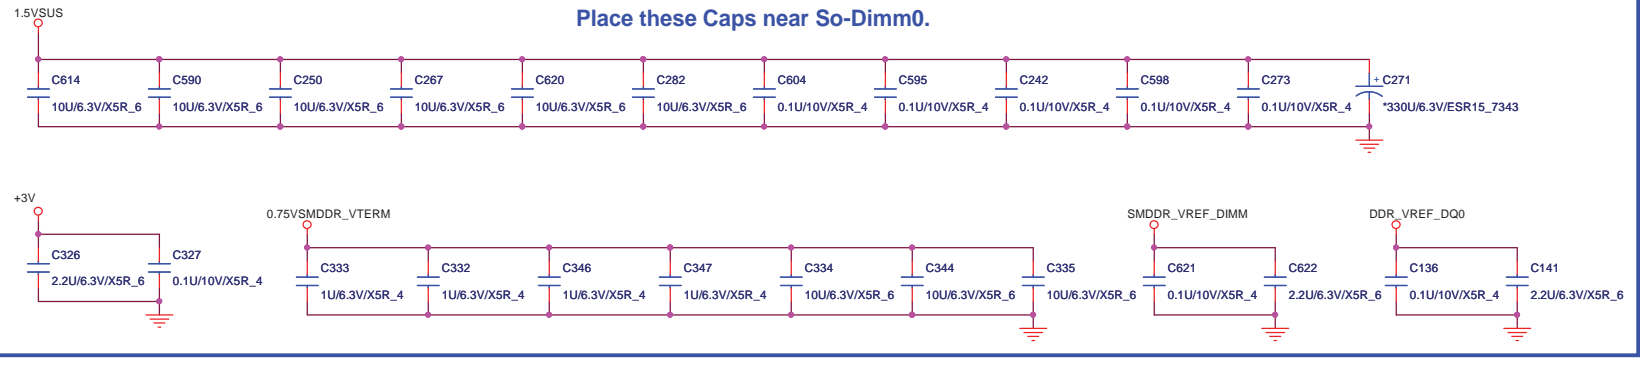 Place these Caps near So-Dimm0.
1.5VSUS
C614 C590 C250 C267 C620 C282 C604 C595 C242 C598 C273 + C271
10U/6.3V/X5R_6 10U/6.3V/X5R_6 10U/6.3V/X5R_6 10U/6.3V/X5R_6 10U/6.3V/X5R_6 10U/6.3V/X5R_6 0.1U/10V/X5R_4 0.1U/10V/X5R_4 0.1U/10V/X5R_4 0.1U/10V/X5R_4 0.1U/10V/X5R_4 *330U/6.3V/ESR15_7343
+3V
C326 C327
2.2U/6.3V/X5R_6 0.1U/10V/X5R_4
0.75VSMDDR_VTERM
C333 C332 C346 C347 C334 C344 C335
1U/6.3V/X5R_4 1U/6.3V/X5R_4 1U/6.3V/X5R_4 1U/6.3V/X5R_4 10U/6.3V/X5R_6 10U/6.3V/X5R_6 10U/6.3V/X5R_6
SMDDR_VREF_DIMM
C621 C622
0.1U/10V/X5R_4 2.2U/6.3V/X5R_6
DDR_VREF_DQ0
C136 C141
0.1U/10V/X5R_4 2.2U/6.3V/X5R_6